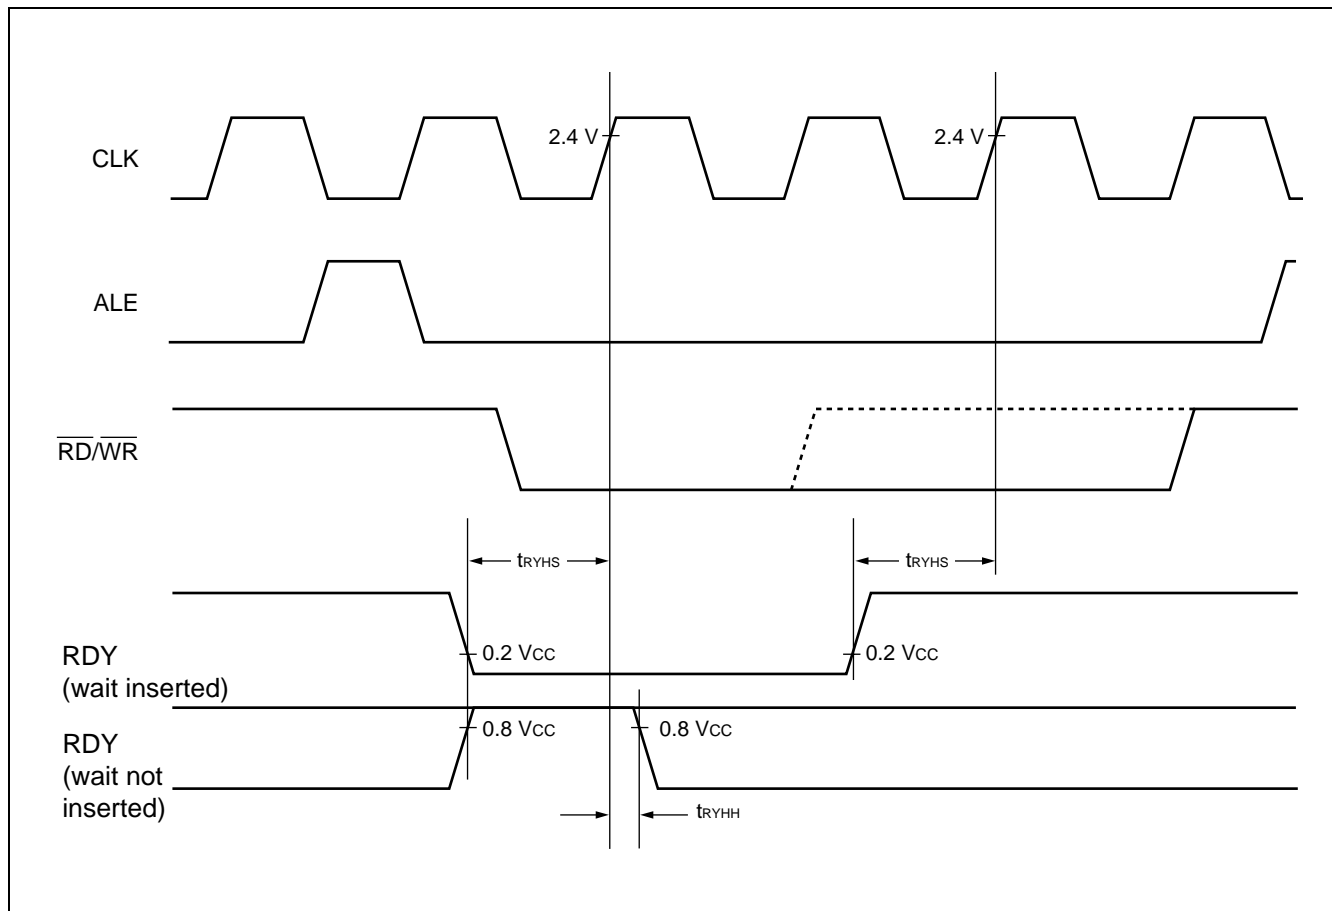 2.4 V
2.4 V
CLK
ALE
RD/WR
tRYHS
tRYHS
RDY
(wait inserted)
0.2 VCC
0.2 VCC
RDY
(wait not
inserted)
0.8 VCC
0.8 VCC
tRYHH